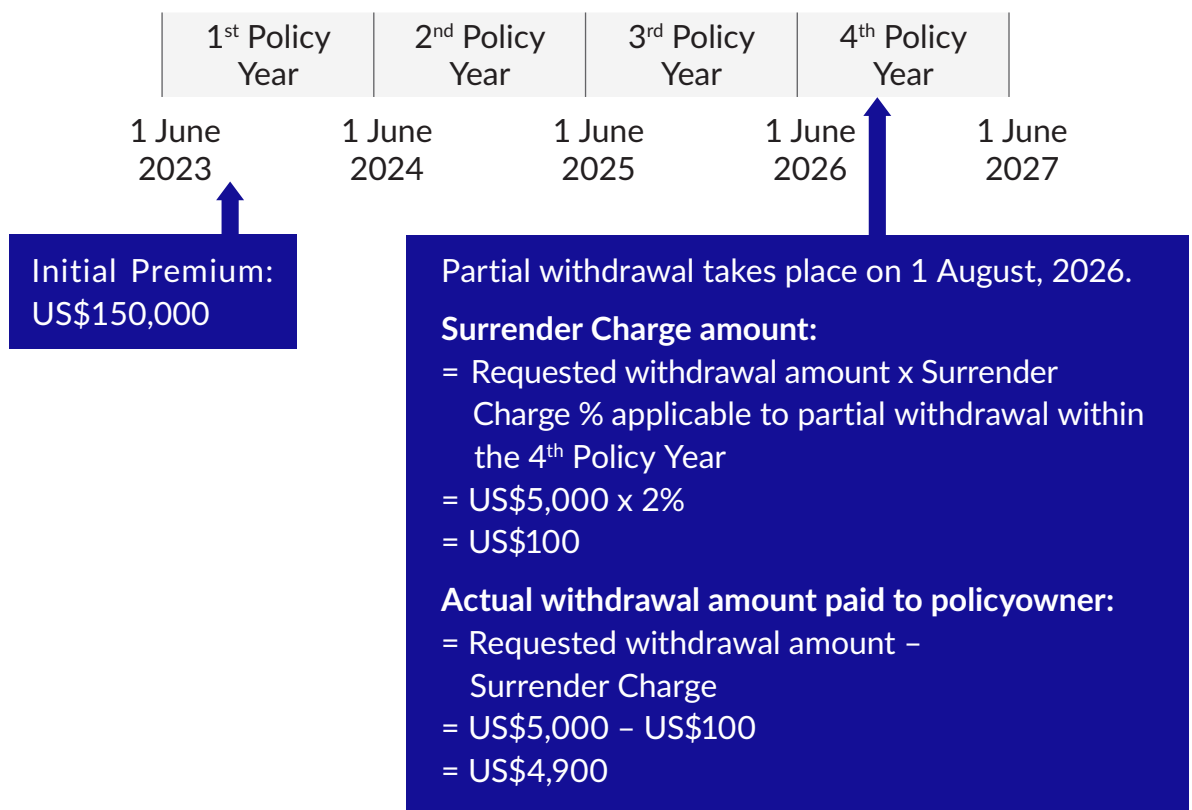 1st Policy
Year
2nd Policy
Year
3rd Policy
Year
4th Policy
Year
1 June
2023
1 June
2024
1 June
2025
1 June
2026
1 June
2027
Initial Premium:
US$150,000
Partial withdrawal takes place on 1 August, 2026.
Surrender Charge amount:
= Requested withdrawal amount x Surrender
Charge % applicable to partial withdrawal within
the 4th Policy Year
= US$5,000 x 2%
= US$100
Actual withdrawal amount paid to policyowner:
= Requested withdrawal amount –
Surrender Charge
= US$5,000 – US$100
= US$4,900